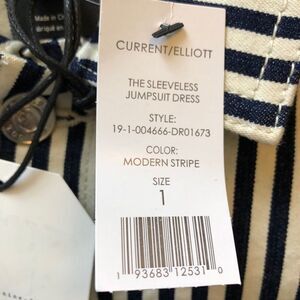 Made in Ch
CURRENT/ELLIOTT
THE SLEEVELESS
JUMPSUIT DRESS
STYLE:
19-1-004666-DR01673
COLOR:
MODERN STRIPE
SIZE
1
1 93683 12531 0